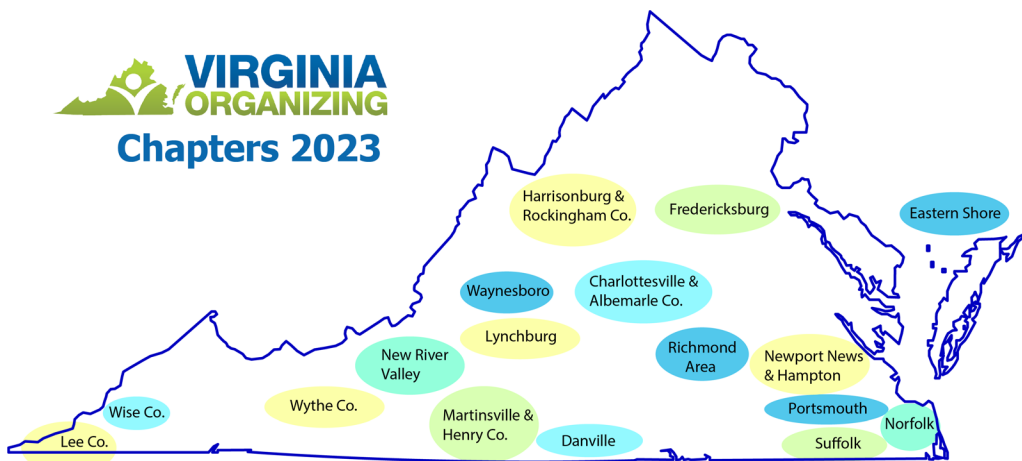 VIRGINIA
ORGANIZING
Chapters 2023
Harrisonburg &
Rockingham Co.
Fredericksburg
Eastern Shore
Waynesboro
Charlottesville &
Albemarle Co.
Lynchburg
Richmond
Area
Newport News
& Hampton
New River
Valley
Wythe Co.
Wise Co.
Martinsville &
Henry Co.
Portsmouth
Norfolk
Lee Co.
Danville
Suffolk